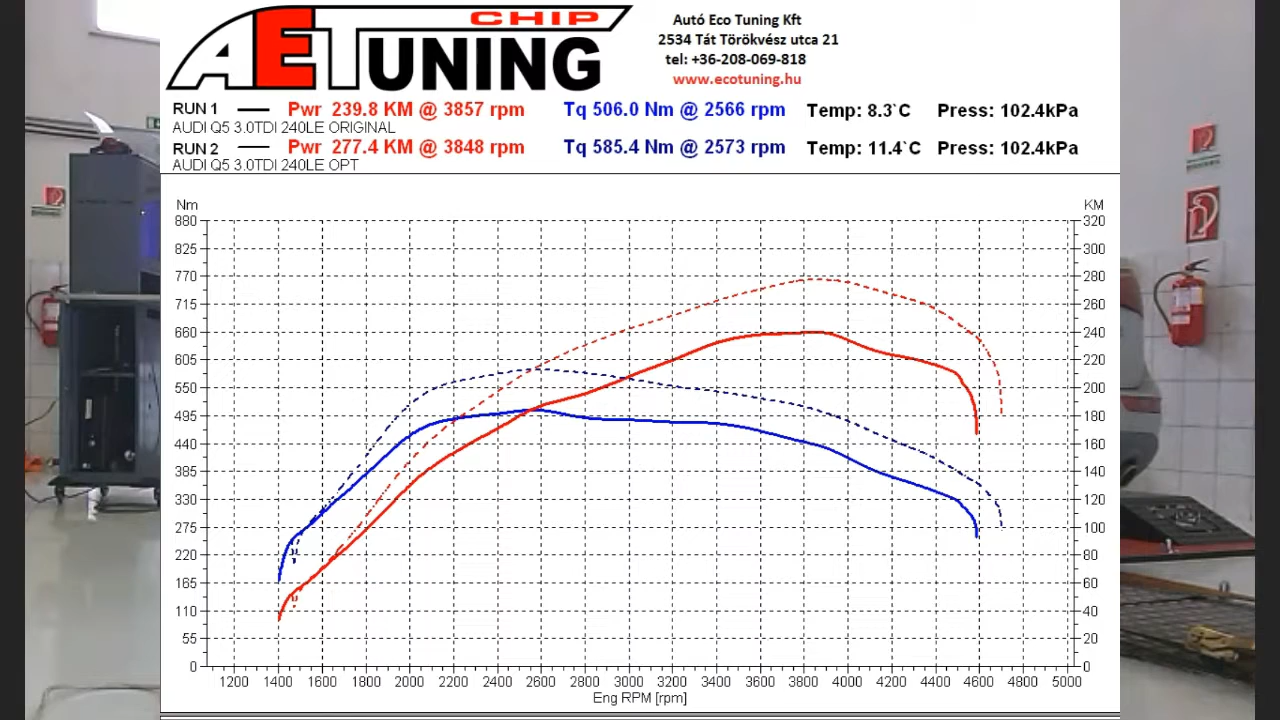 CHIP
AETUNING
Autó Eco Tuning Kft
2534 Tát Törökvész utca 21
tel: +36-208-069-818
www.ecotuning.hu
RUN 1 Pwr 239.8 KM @ 3857 rpm Tq 506.0 Nm @ 2566 rpm Temp: 8.3`C Press: 102.4kPa
AUDI Q5 3.0TDI 240LE ORIGINAL
RUN 2 Pwr 277.4 KM @ 3848 rpm Tq 585.4 Nm @ 2573 rpm Temp: 11.4`C Press: 102.4kPa
AUDI Q5 3.0TDI 240LE OPT
Nm KM
880 320
825 300
770 280
715 260
660 240
605 220
550 200
495 180
440 160
385 140
330 120
275 100
220 80
165 60
110 40
55 20
0 0
1200 1400 1600 1800 2000 2200 2400 2600 2800 3000 3200 3400 3600 3800 4000 4200 4400 4600 4800 5000
Eng RPM [rpm]